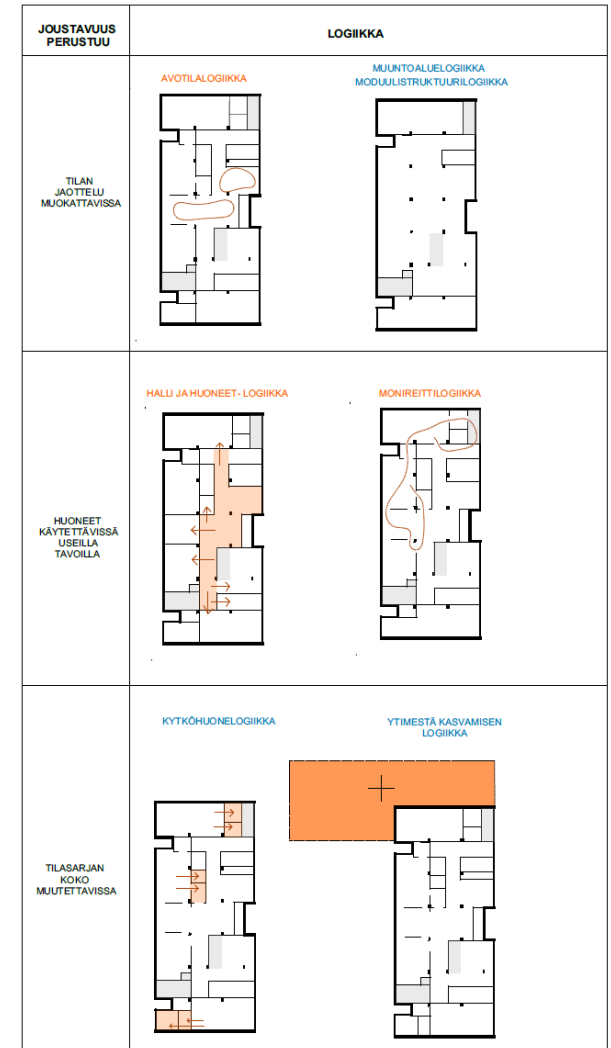 JOUSTAVUUS
PERUSTUU
LOGIIKKA
TILAN
JAOTTELU
MUOKATTAVISSA
AVOTILALOGIIKKA
MUUNTOALUELOGIIKKA
MODUULISTRUKTUURILOGIIKKA
HUONEET
KÄYTETTÄVISSÄ
USEILLA
TAVOILLA
HALLI JA HUONEET- LOGIIKKA
MONIREITTILOGIIKKA
TILASARJAN
KOKO
MUUTETTAVISSA
KYTKÖHUONELOGIIKKA
YTIMESTÄ KASVAMISEN
LOGIIKKA